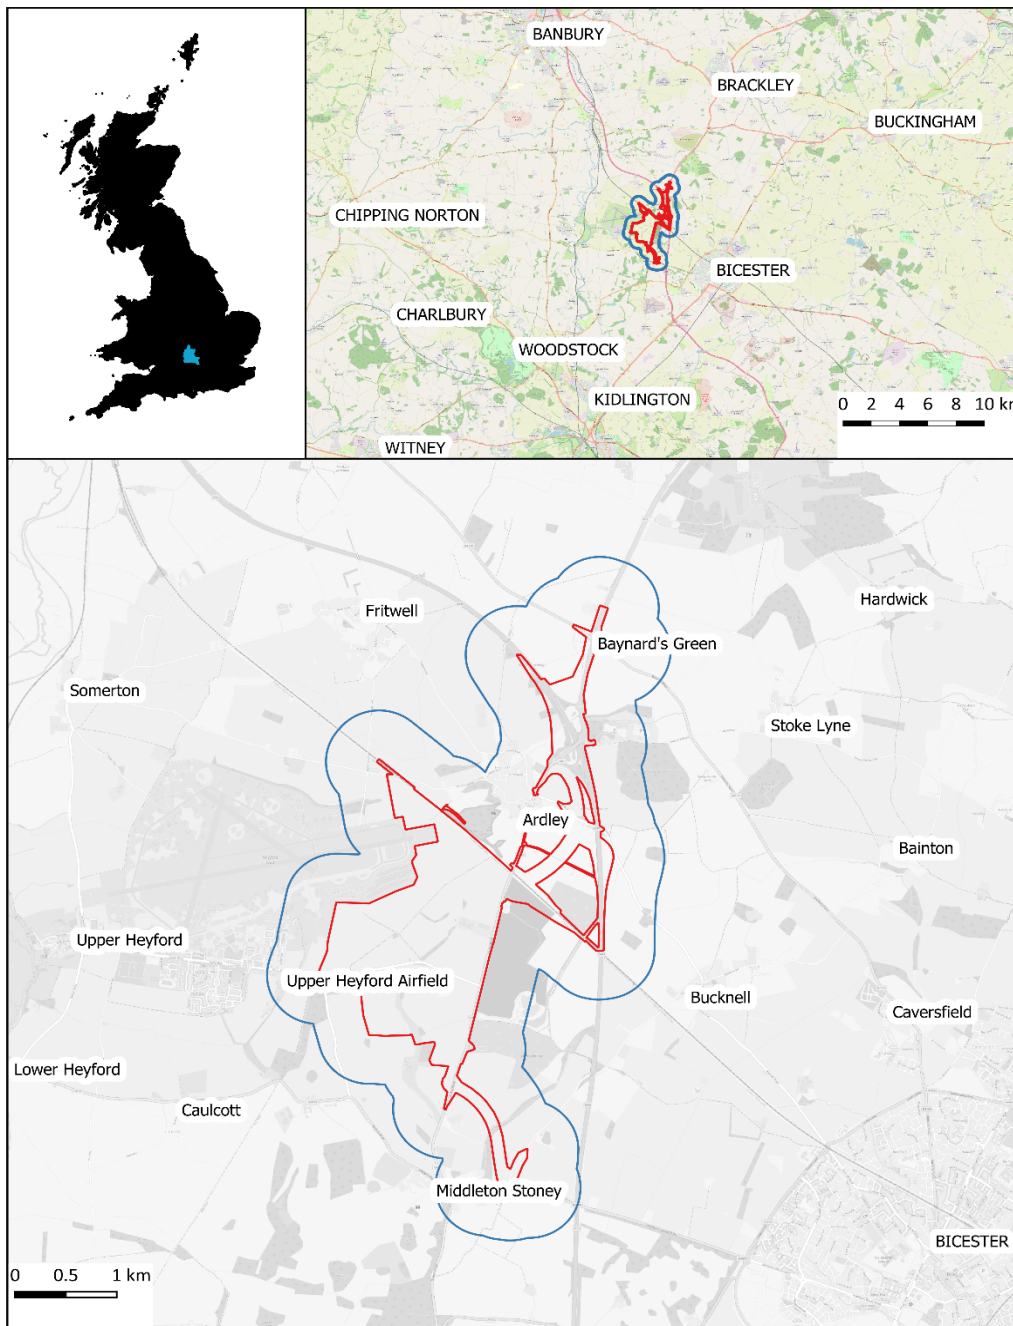 BANBURY
BRACKLEY
BUCKINGHAM
CHIPPING NORTON
BICESTER
CHARLBURY
WOODSTOCK
KIDLINGTON
WITNEY
0 2 4 6 8 10 km
Hardwick
Fritwell
Baynard's Green
Somerton
Stoke Lyne
Ardley
Bainton
Upper Heyford
Upper Heyford Airfield
Bucknell
Caversfield
Lower Heyford
Caulcott
Middleton Stoney
BICESTER
0 0.5 1 km